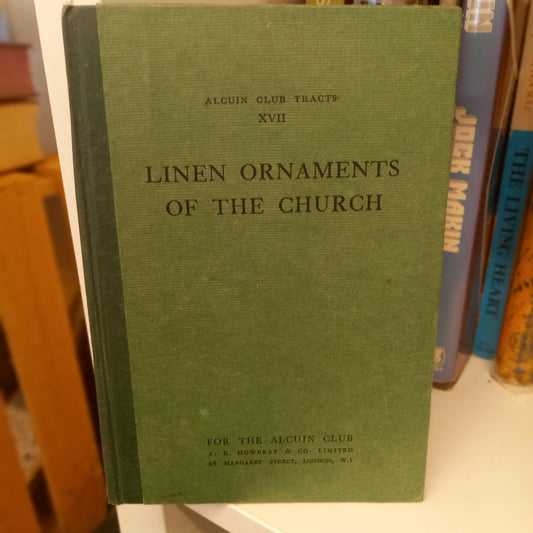 ALCUIN CLUB TRACTS
XVII
LINEN ORNAMENTS
OF THE CHURCH
FOR THE ALCUIN CLUB
A. R. MOWBRAY & CO. LIMITED
28 MARGARET STREET, LONDON, W.1
JOCK MAKIN
THE LIVING HEART